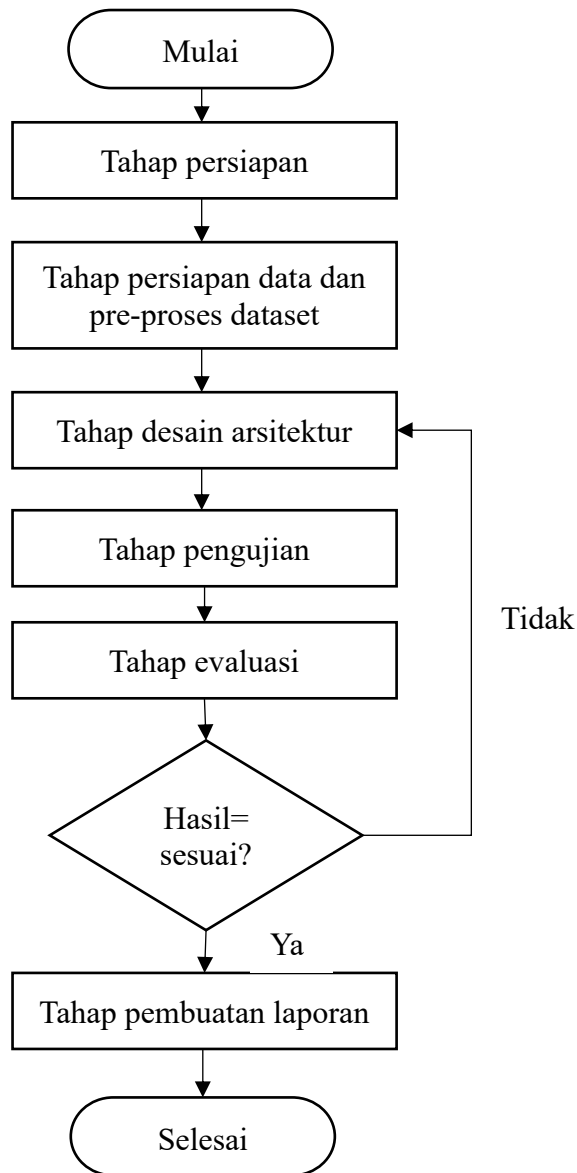 Mulai
Tahap persiapan
Tahap persiapan data dan
pre-proses dataset
Tahap desain arsitektur
Tahap pengujian
Tidak
Tahap evaluasi
Hasil=
sesuai?
Ya
Tahap pembuatan laporan
Selesai